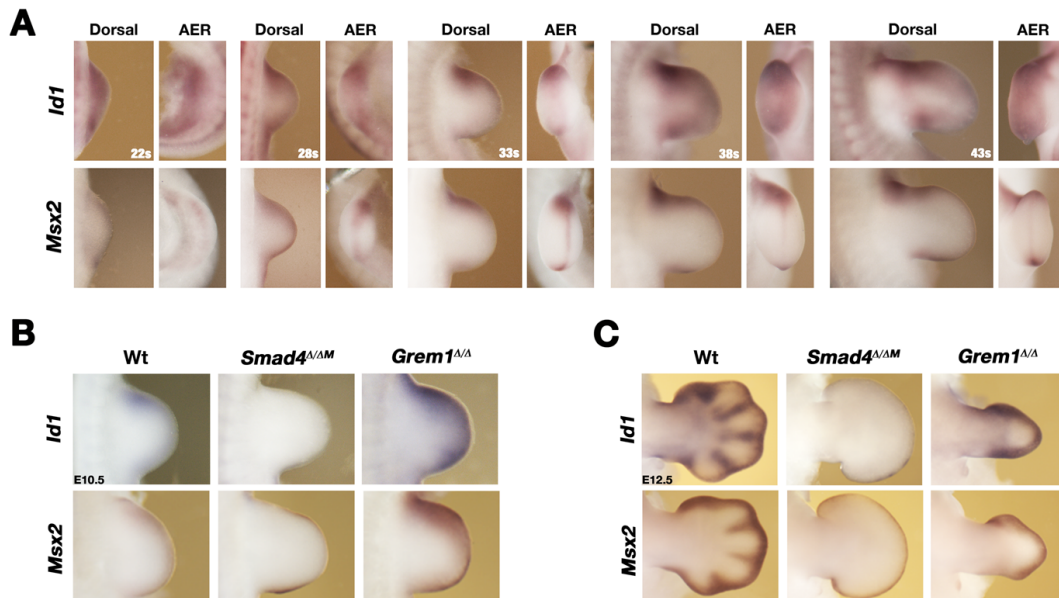 A
Dorsal AER Dorsal AER Dorsal AER Dorsal AER Dorsal AER
Id1
22s 28s 33s 38s 43s
Msx2
B
Wt Smad4Δ/ΔM Grem1Δ/Δ
Id1
E10.5
Msx2
C
Wt Smad4Δ/ΔM Grem1Δ/Δ
Id1
E12.5
Msx2